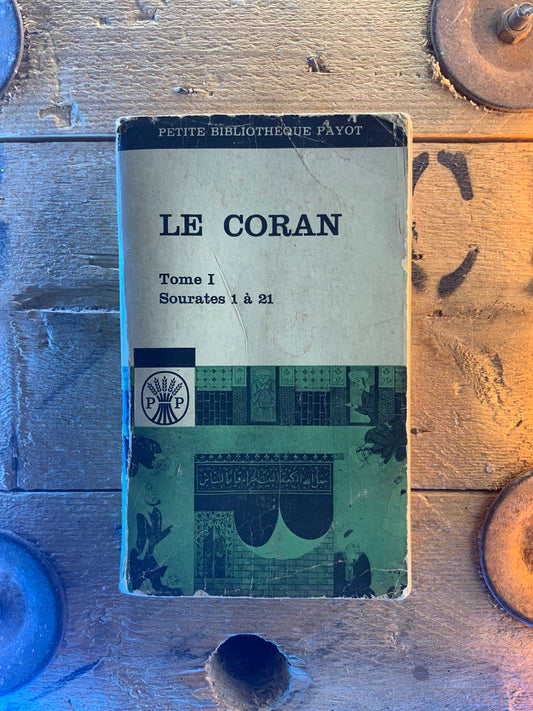 PETITE BIBLIOTHÈQUE PAYOT
LE CORAN
Tome I
Sourates 1 à 21
P P